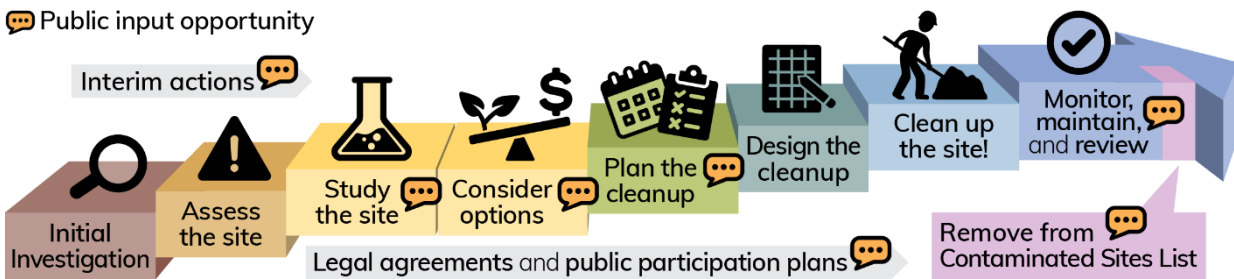 Public input opportunity
Interim actions
Initial
Investigation
Assess
the site
Study
the site
Consider
options
Plan the
cleanup
Design the
cleanup
Clean up
the site!
Monitor,
maintain,
and review
Legal agreements and public participation plans
Remove from
Contaminated Sites List
$